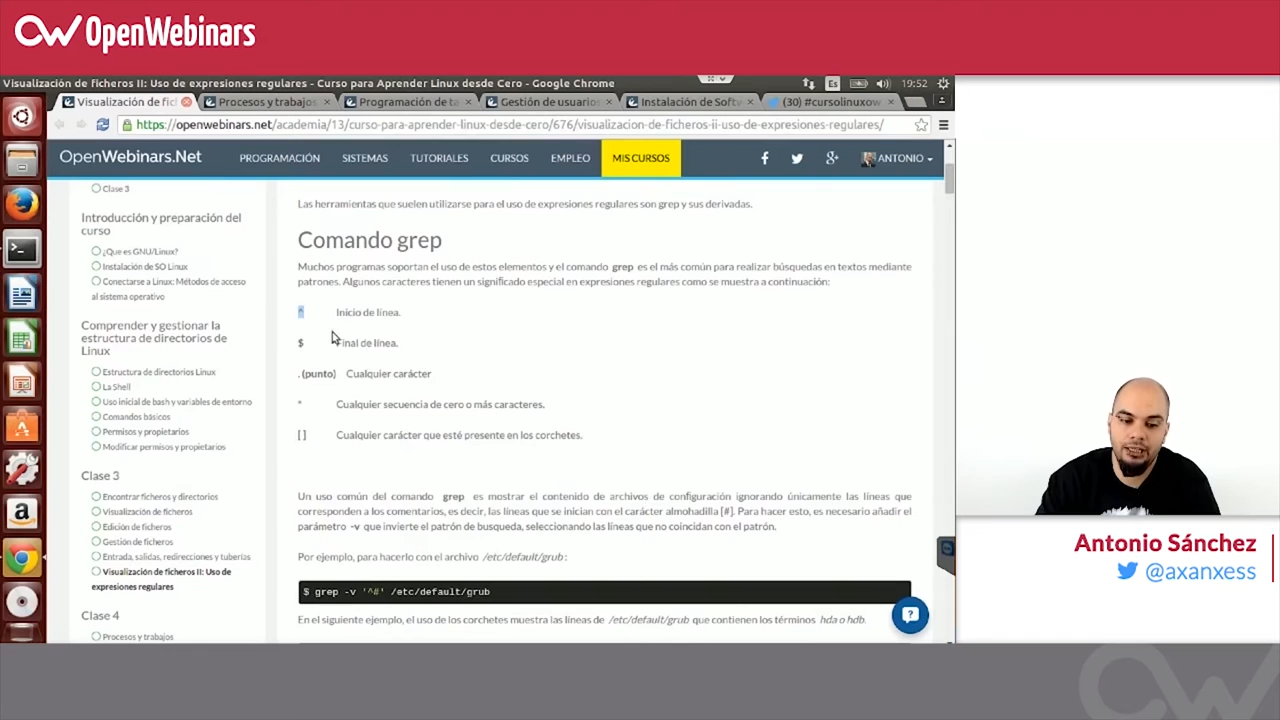 OpenWebinars
Visualización de ficheros II: Uso de expresiones regulares - Curso para Aprender Linux desde Cero - Google Chrome
Es
19:52
Visualización de fich
Procesos y trabajos
Programación de ta
Gestión de usuarios
Instalación de Softw
(30) #cursolinuxow
https://openwebinars.net/academia/13/curso-para-aprender-linux-desde-cero/676/visualizacion-de-ficheros-ii-uso-de-expresiones-regulares/
OpenWebinars.Net
PROGRAMACIÓN
SISTEMAS
TUTORIALES
CURSOS
EMPLEO
MIS CURSOS
ANTONIO
Clase 3
Introducción y preparación del
curso
¿Que es GNU/Linux?
Instalación de SO Linux
Conectarse a Linux: Métodos de acceso
al sistema operativo
Comprender y gestionar la
estructura de directorios de
Linux
Estructura de directorios Linux
La Shell
Uso inicial de bash y variables de entorno
Comandos básicos
Permisos y propietarios
Modificar permisos y propietarios
Clase 3
Encontrar ficheros y directorios
Visualización de ficheros
Edición de ficheros
Gestión de ficheros
Entrada, salidas, redirecciones y tuberías
Visualización de ficheros II: Uso de
expresiones regulares
Clase 4
Procesos y trabajos
Las herramientas que suelen utilizarse para el uso de expresiones regulares son grep y sus derivadas.
Comando grep
Muchos programas soportan el uso de estos elementos y el comando grep es el más común para realizar búsquedas en textos mediante
patrones. Algunos caracteres tienen un significado especial en expresiones regulares como se muestra a continuación:
^ Inicio de línea.
$ Final de línea.
. (punto) Cualquier carácter
* Cualquier secuencia de cero o más caracteres.
[ ] Cualquier carácter que esté presente en los corchetes.
Un uso común del comando grep es mostrar el contenido de archivos de configuración ignorando únicamente las líneas que
corresponden a los comentarios, es decir, las líneas que se inician con el carácter almohadilla [#]. Para hacer esto, es necesario añadir el
parámetro -v que invierte el patrón de busqueda, seleccionando las líneas que no coincidan con el patrón.
Por ejemplo, para hacerlo con el archivo /etc/default/grub:
$ grep -v '^#' /etc/default/grub
En el siguiente ejemplo, el uso de los corchetes muestra las líneas de /etc/default/grub que contienen los términos hda o hdb.
Antonio Sánchez
@axanxess